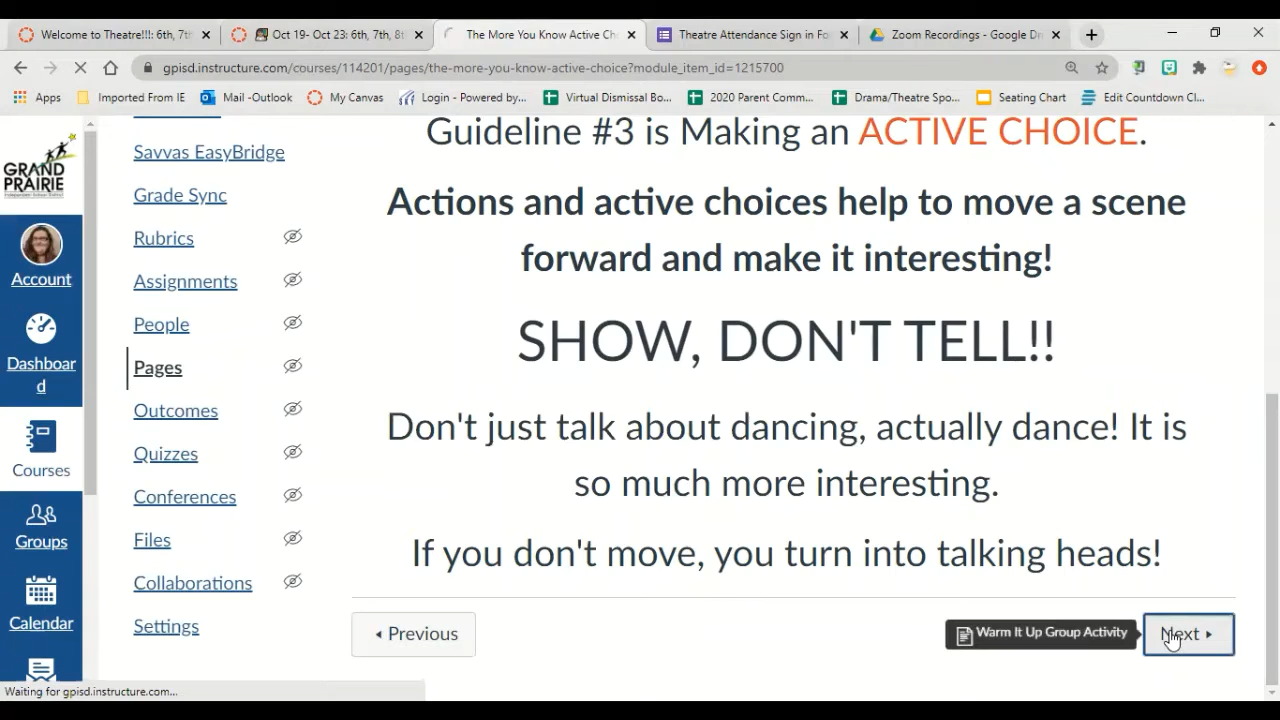 Welcome to Theatre!!!: 6th, 7th
Oct 19- Oct 23: 6th, 7th, 8t
The More You Know Active Ch
Theatre Attendance Sign in Fo
Zoom Recordings - Google Dr
gpisd.instructure.com/courses/114201/pages/the-more-you-know-active-choice?module_item_id=1215700
Apps
Imported From IE
Mail -Outlook
My Canvas
Login - Powered by...
Virtual Dismissal Bo...
2020 Parent Comm...
Drama/Theatre Spo...
Seating Chart
Edit Countdown Cl...
GRAND
PRAIRIE
Account
Dashboar
d
Courses
Groups
Calendar
Savvas EasyBridge
Grade Sync
Rubrics
Assignments
People
Pages
Outcomes
Quizzes
Conferences
Files
Collaborations
Settings
Guideline #3 is Making an ACTIVE CHOICE.
Actions and active choices help to move a scene
forward and make it interesting!
SHOW, DON'T TELL!!
Don't just talk about dancing, actually dance! It is
so much more interesting.
If you don't move, you turn into talking heads!
Previous
Warm It Up Group Activity
Next
Waiting for gpisd.instructure.com...